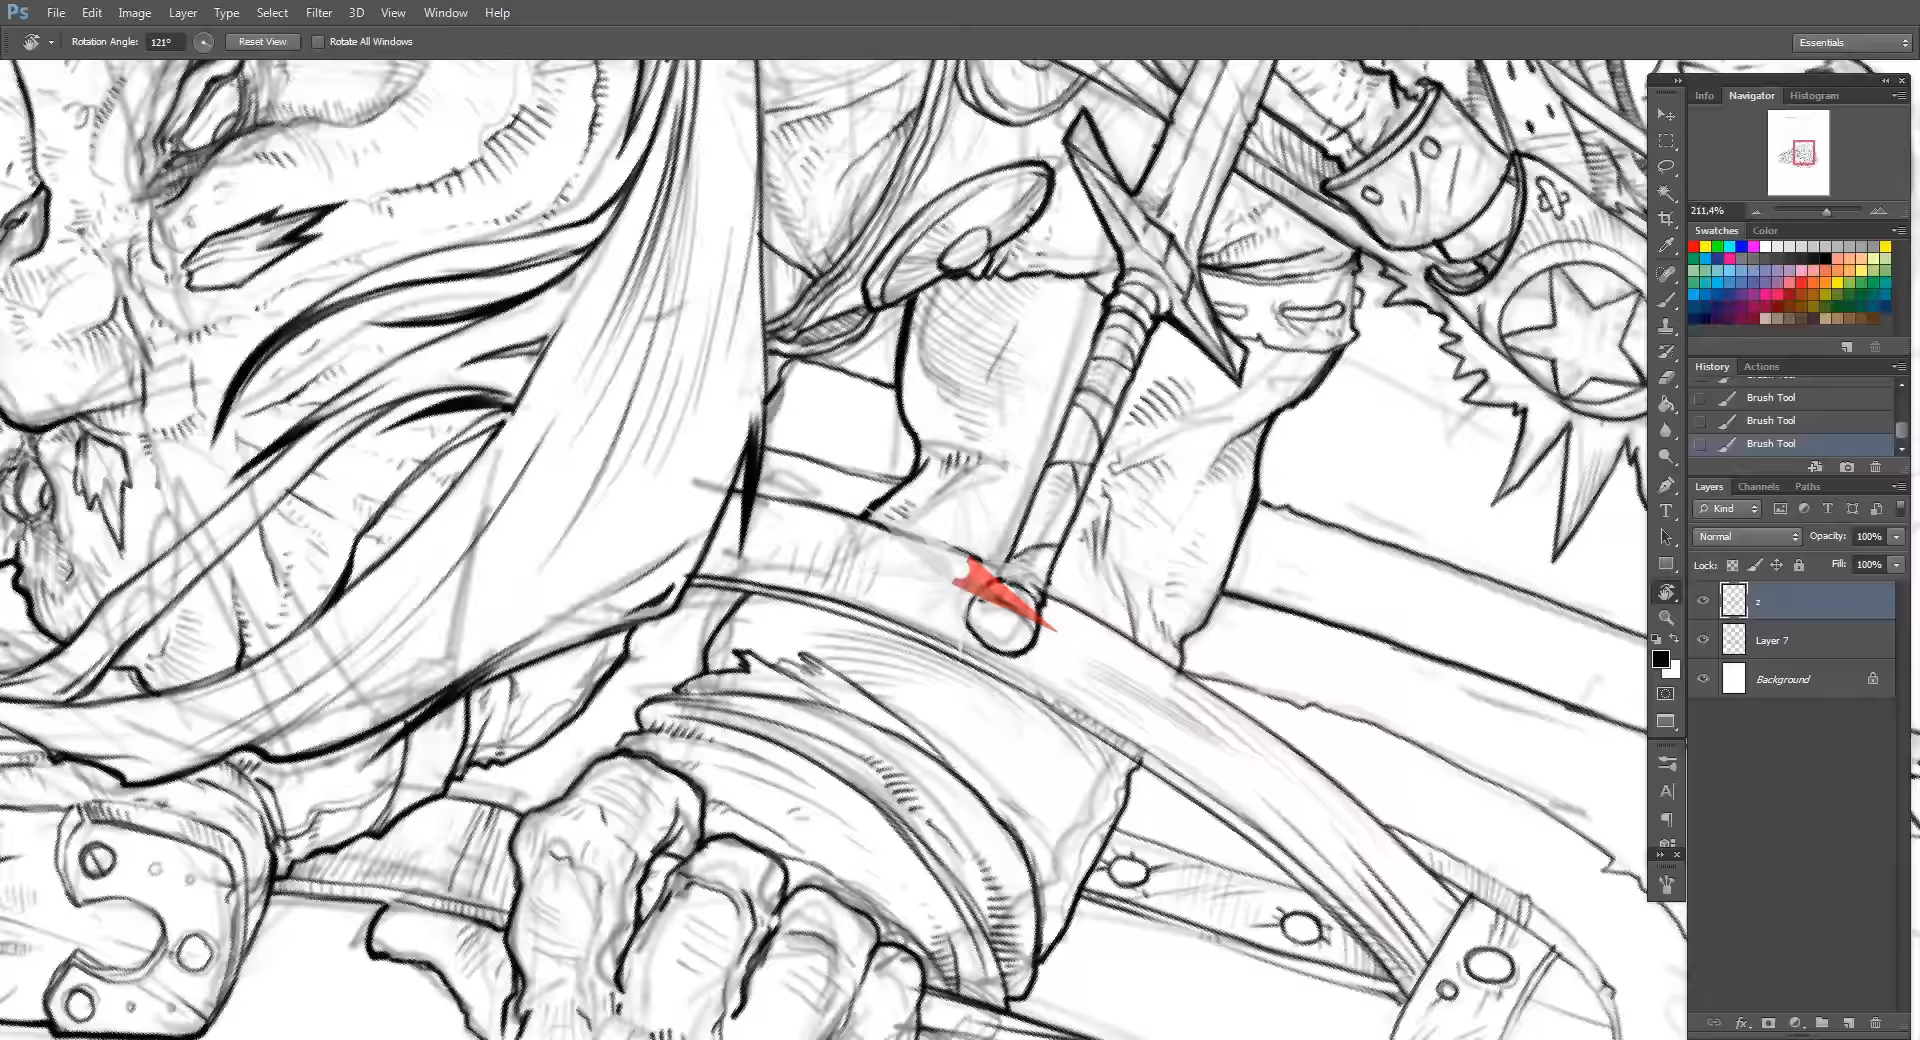 Ps File Edit Image Layer Type Select Filter 3D View Window Help
Rotation Angle: 121° Reset View Rotate All Windows Essentials
Info Navigator Histogram
211,4%
Swatches Color
History Actions
Brush Tool
Brush Tool
Brush Tool
Layers Channels Paths
Kind
Normal Opacity: 100%
Lock: Fill: 100%
z
Layer 7
Background